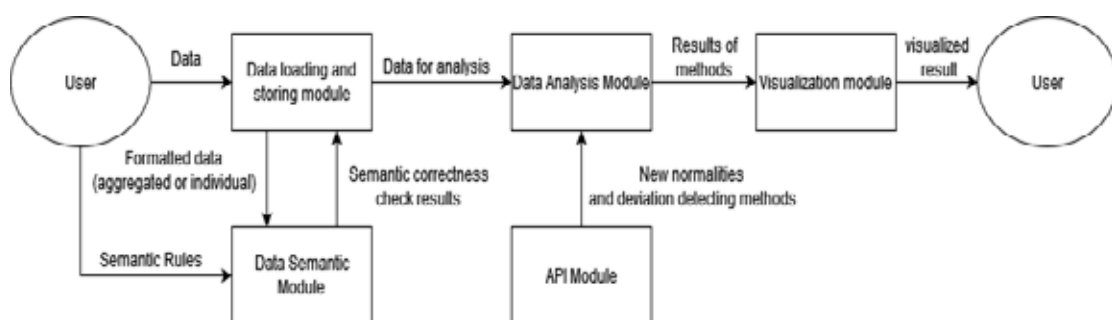 User
Data
Data loading and
storing module
Data for analysis
Data Analysis Module
Results of
methods
Visualization module
visualized
result
User
Formatted data
(aggregated or individual)
Semantic correctness
check results
New normalities
and deviation detecting methods
Semantic Rules
Data Semantic
Module
API Module